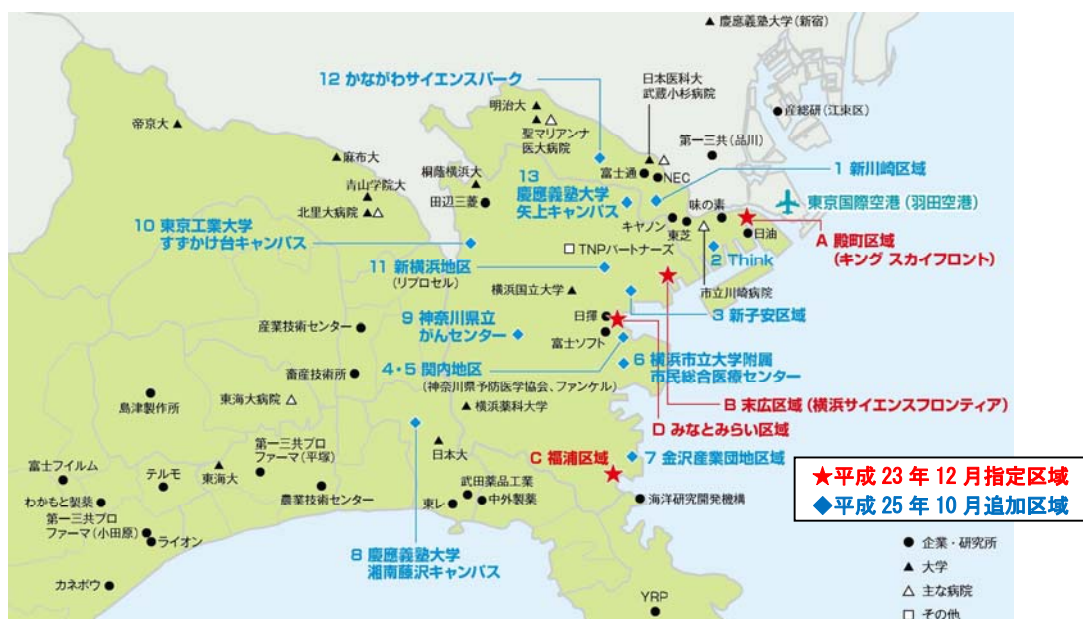 慶應義塾大学(新宿)
12 かながわサイエンスパーク
日本医科大
武蔵小杉病院
産総研(江東区)
明治大
聖マリアンナ
医大病院
第一三共(品川)
帝京大
麻布大
桐蔭横浜大
13
慶應義塾大学
矢上キャンパス
富士通
NEC
1 新川崎区域
青山学院大
北里大病院
田辺三菱
味の素
キヤノン
東芝
東京国際空港(羽田空港)
日油
A 殿町区域
(キング スカイフロント)
10 東京工業大学
すずかけ台キャンパス
TNPパートナーズ
2 Think
11 新横浜地区
(リプロセル)
市立川崎病院
横浜国立大学
3 新子安区域
産業技術センター
9 神奈川県立
がんセンター
日揮
富士ソフト
4・5 関内地区
(神奈川県予防医学協会、ファンケル)
6 横浜市立大学附属
市民総合医療センター
畜産技術所
島津製作所
東海大病院
横浜薬科大学
B 末広区域(横浜サイエンスフロンティア)
D みなとみらい区域
第一三共プロ
ファーマ(平塚)
日本大
C 福浦区域
7 金沢産業団地区域
富士フイルム
テルモ
東海大
わかもと製薬
農業技術センター
武田薬品工業
東レ
中外製薬
海洋研究開発機構
第一三共プロ
ファーマ(小田原)
ライオン
8 慶應義塾大学
湘南藤沢キャンパス
カネボウ
YRP
★平成 23 年 12 月指定区域
◆平成 25 年 10 月追加区域
● 企業・研究所
▲ 大学
△ 主な病院
□ その他